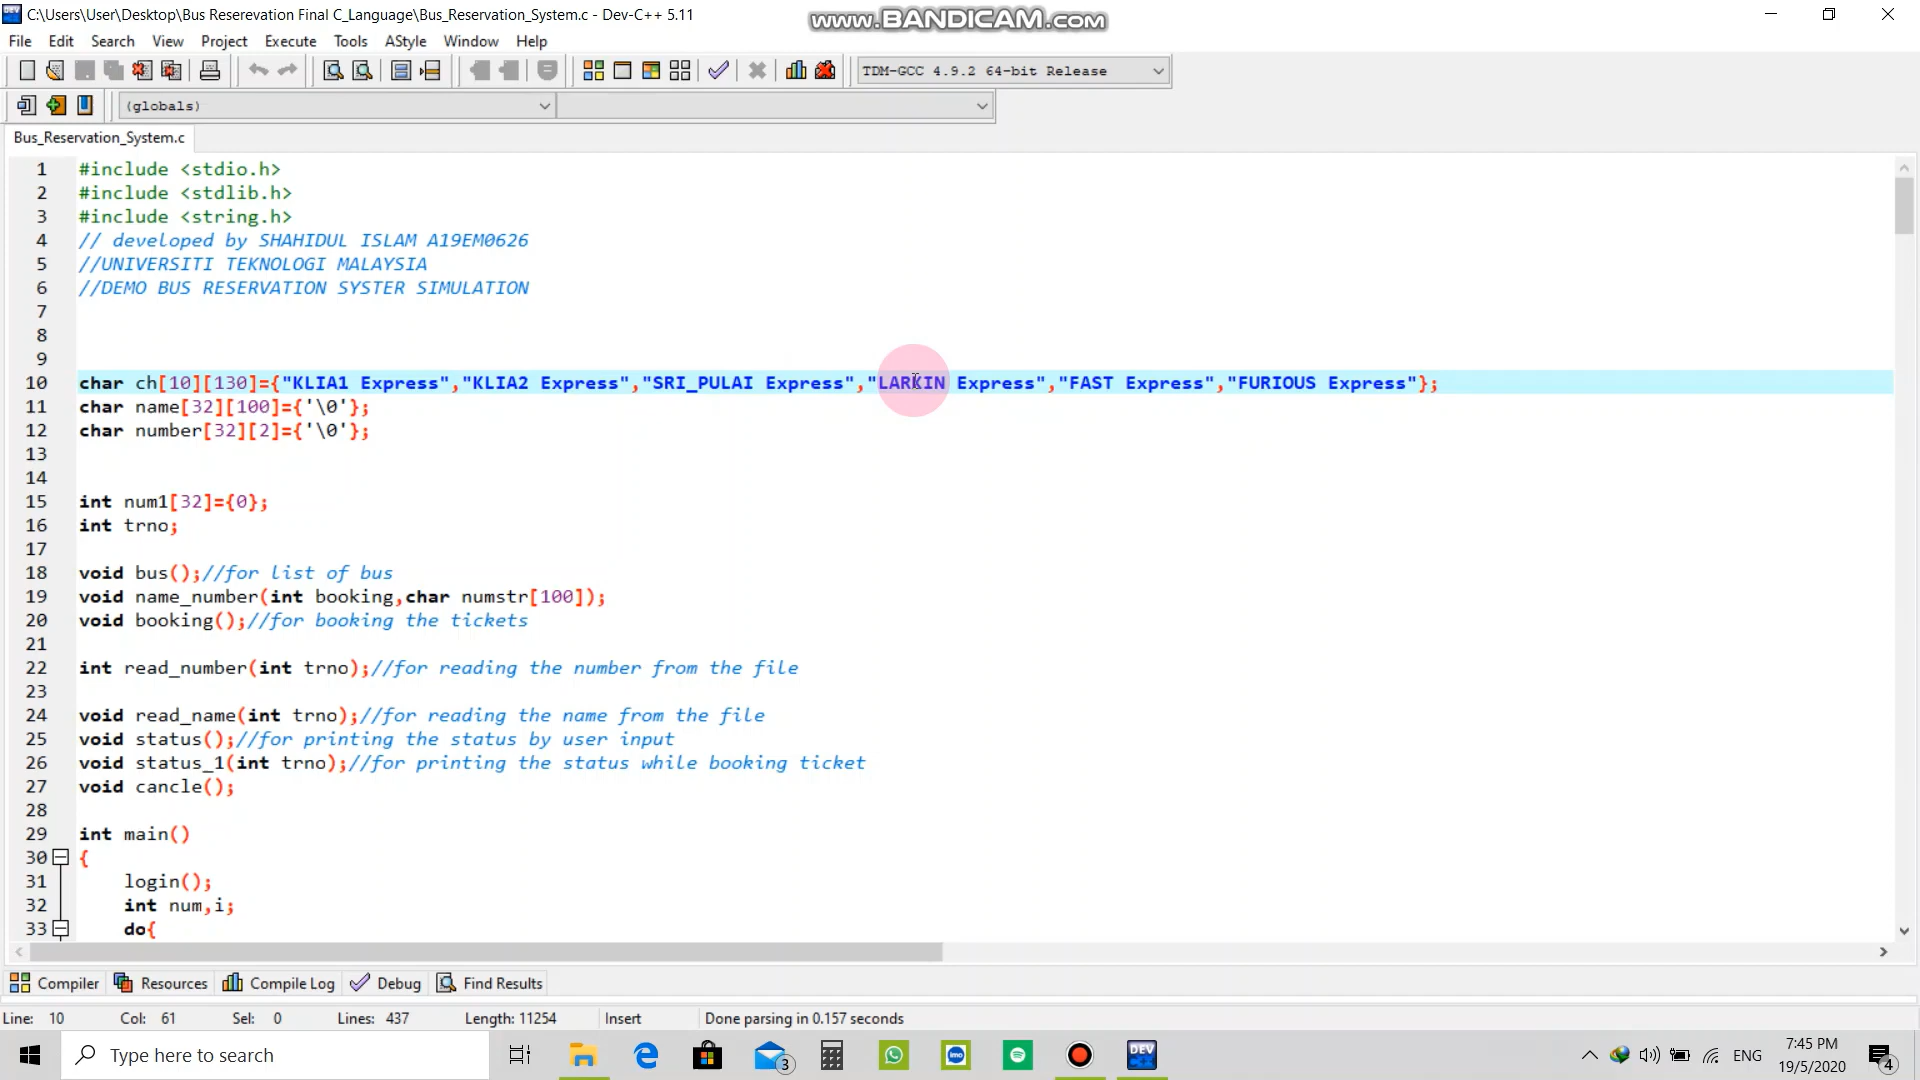 C:\Users\User\Desktop\Bus Reserevation Final C_Language\Bus_Reservation_System.c - Dev-C++ 5.11
www.BANDICAM.com
File Edit Search View Project Execute Tools AStyle Window Help
TDM-GCC 4.9.2 64-bit Release
(globals)
Bus_Reservation_System.c
1 #include <stdio.h>
2 #include <stdlib.h>
3 #include <string.h>
4 // developed by SHAHIDUL ISLAM A19EM0626
5 //UNIVERSITI TEKNOLOGI MALAYSIA
6 //DEMO BUS RESERVATION SYSTER SIMULATION
7
8
9
10 char ch[10][130]={"KLIA1 Express","KLIA2 Express","SRI_PULAI Express","LARKIN Express","FAST Express","FURIOUS Express"};
11 char name[32][100]={'\0'};
12 char number[32][2]={'\0'};
13
14
15 int num1[32]={0};
16 int trno;
17
18 void bus();//for list of bus
19 void name_number(int booking,char numstr[100]);
20 void booking();//for booking the tickets
21
22 int read_number(int trno);//for reading the number from the file
23
24 void read_name(int trno);//for reading the name from the file
25 void status();//for printing the status by user input
26 void status_1(int trno);//for printing the status while booking ticket
27 void cancle();
28
29 int main()
30 {
31 login();
32 int num,i;
33 do{
Compiler Resources Compile Log Debug Find Results
Line: 10 Col: 61 Sel: 0 Lines: 437 Length: 11254 Insert Done parsing in 0.157 seconds
Type here to search
3
imo
DEV
ENG
7:45 PM
19/5/2020
4